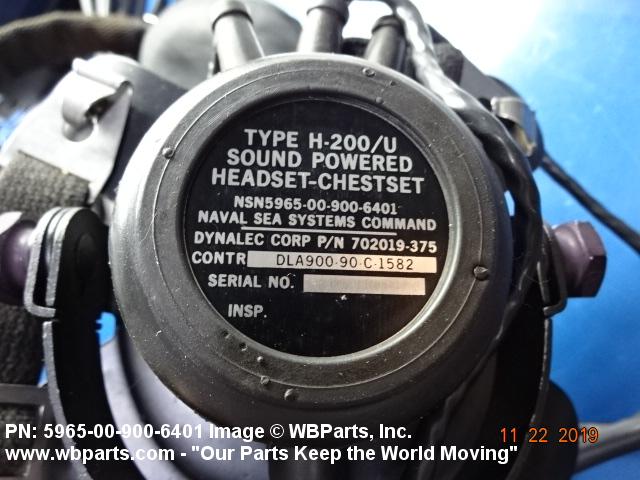 TYPE H-200/U
SOUND POWERED
HEADSET-CHESTSET
NSN5965-00-900-6401
NAVAL SEA SYSTEMS COMMAND
DYNALEC CORP P/N 702019-375
CONTR DLA900-90-C-1582
SERIAL NO.
INSP.
PN: 5965-00-900-6401 Image © WBParts, Inc.
www.wbparts.com - "Our Parts Keep the World Moving"
11 22 2019